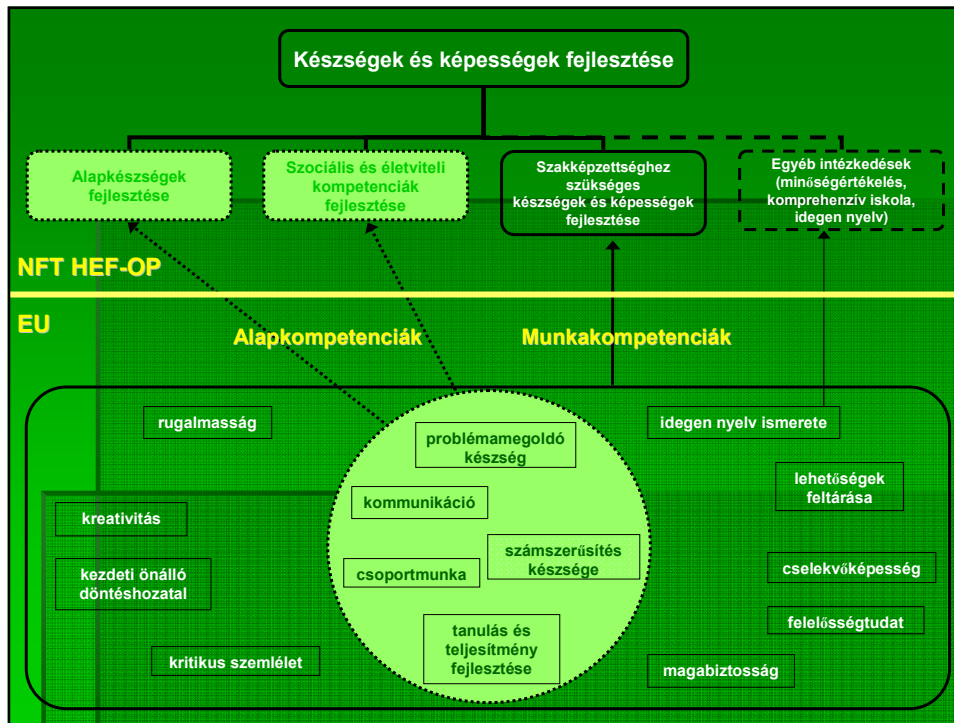 Készségek és képességek fejlesztése
Alapkészségek
fejlesztése
Szociális és életviteli
kompetenciák
fejlesztése
Szakképzettséghez
szükséges
készségek és képességek
fejlesztése
Egyéb intézkedések
(minőségértékelés,
komprehenzív iskola,
idegen nyelv)
NFT HEF-OP
EU
Alapkompetenciák
Munkakompetenciák
rugalmasság
problémamegoldó
készség
idegen nyelv ismerete
lehetőségek
feltárása
kommunikáció
kreativitás
számszerűsítés
készsége
kezdeti önálló
döntéshozatal
csoportmunka
cselekvőképesség
felelősségtudat
tanulás és
teljesítmény
fejlesztése
kritikus szemlélet
magabiztosság